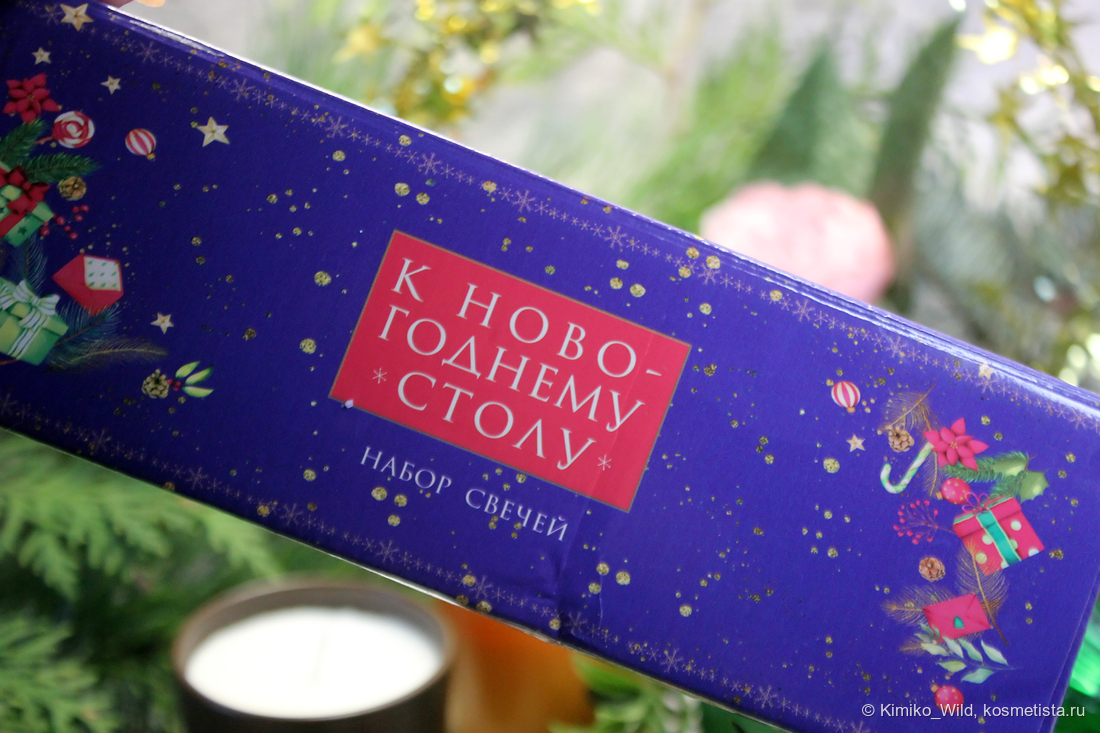 К НОВО-
ГОДНЕМУ
* СТОЛУ *
НАБОР СВЕЧЕЙ
© Kimiko_Wild, kosmetista.ru